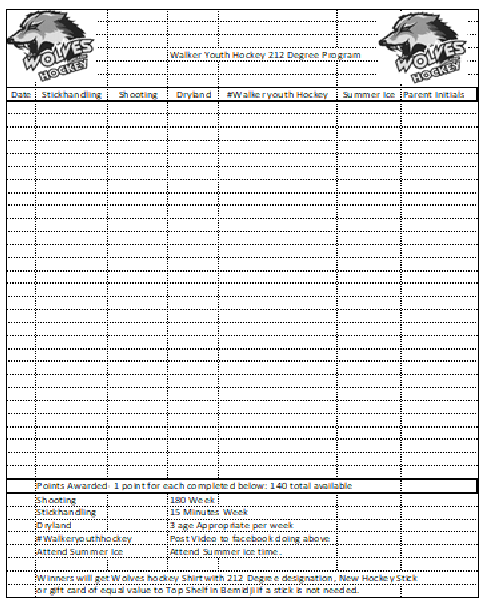 WOLVES
HOCKEY
WOLVES
HOCKEY
Walker Youth Hockey 212 Degree Program
Date Stickhandling Shooting Dryland #Walkeryouth Hockey Summer Ice Parent Initials
Points Awarded- 1 point for each completed below: 140 total available
Shooting 180 Week
Stickhandling 15 Minutes Week
Dryland 3 age Appropriate per week
#Walkeryouthhockey Post Video to facebook doing above
Attend Summer Ice Attend Summer Ice time.
Winners will get Wolves hockey Shirt with 212 Degree designation, New Hockey Stick
or gift card of equal value to Top Shelf in Bemidji if a stick is not needed.